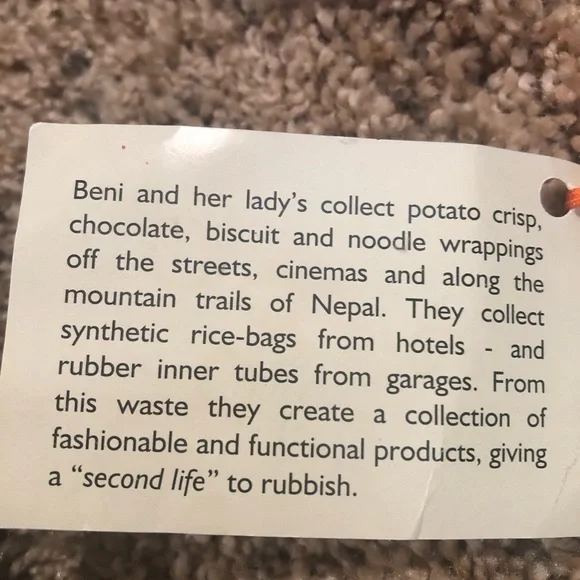 Beni and her lady's collect potato crisp,
chocolate, biscuit and noodle wrappings
off the streets, cinemas and along the
mountain trails of Nepal. They collect
synthetic rice-bags from hotels - and
rubber inner tubes from garages. From
this waste they create a collection of
fashionable and functional products, giving
a "second life" to rubbish.